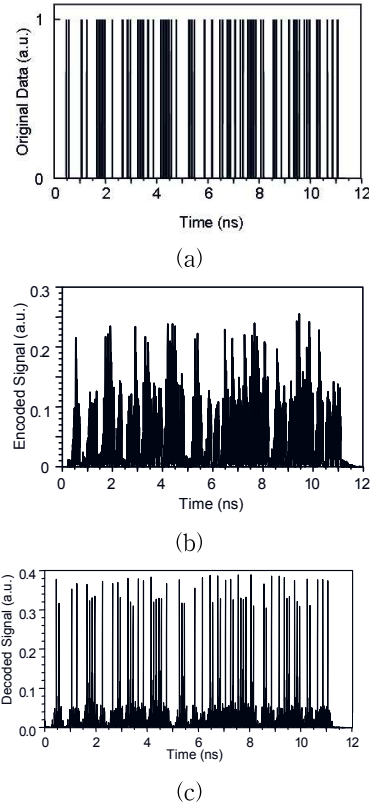 Original Data (a.u.)
1
0
0 2 4 6 8 10 12
Time (ns)
(a)
Encoded Signal (a.u.)
0.3
0.2
0.1
0
0 2 4 6 8 10 12
Time (ns)
(b)
Decoded Signal (a.u.)
0.4
0.3
0.2
0.1
0.0
0 2 4 6 8 10 12
Time (ns)
(c)